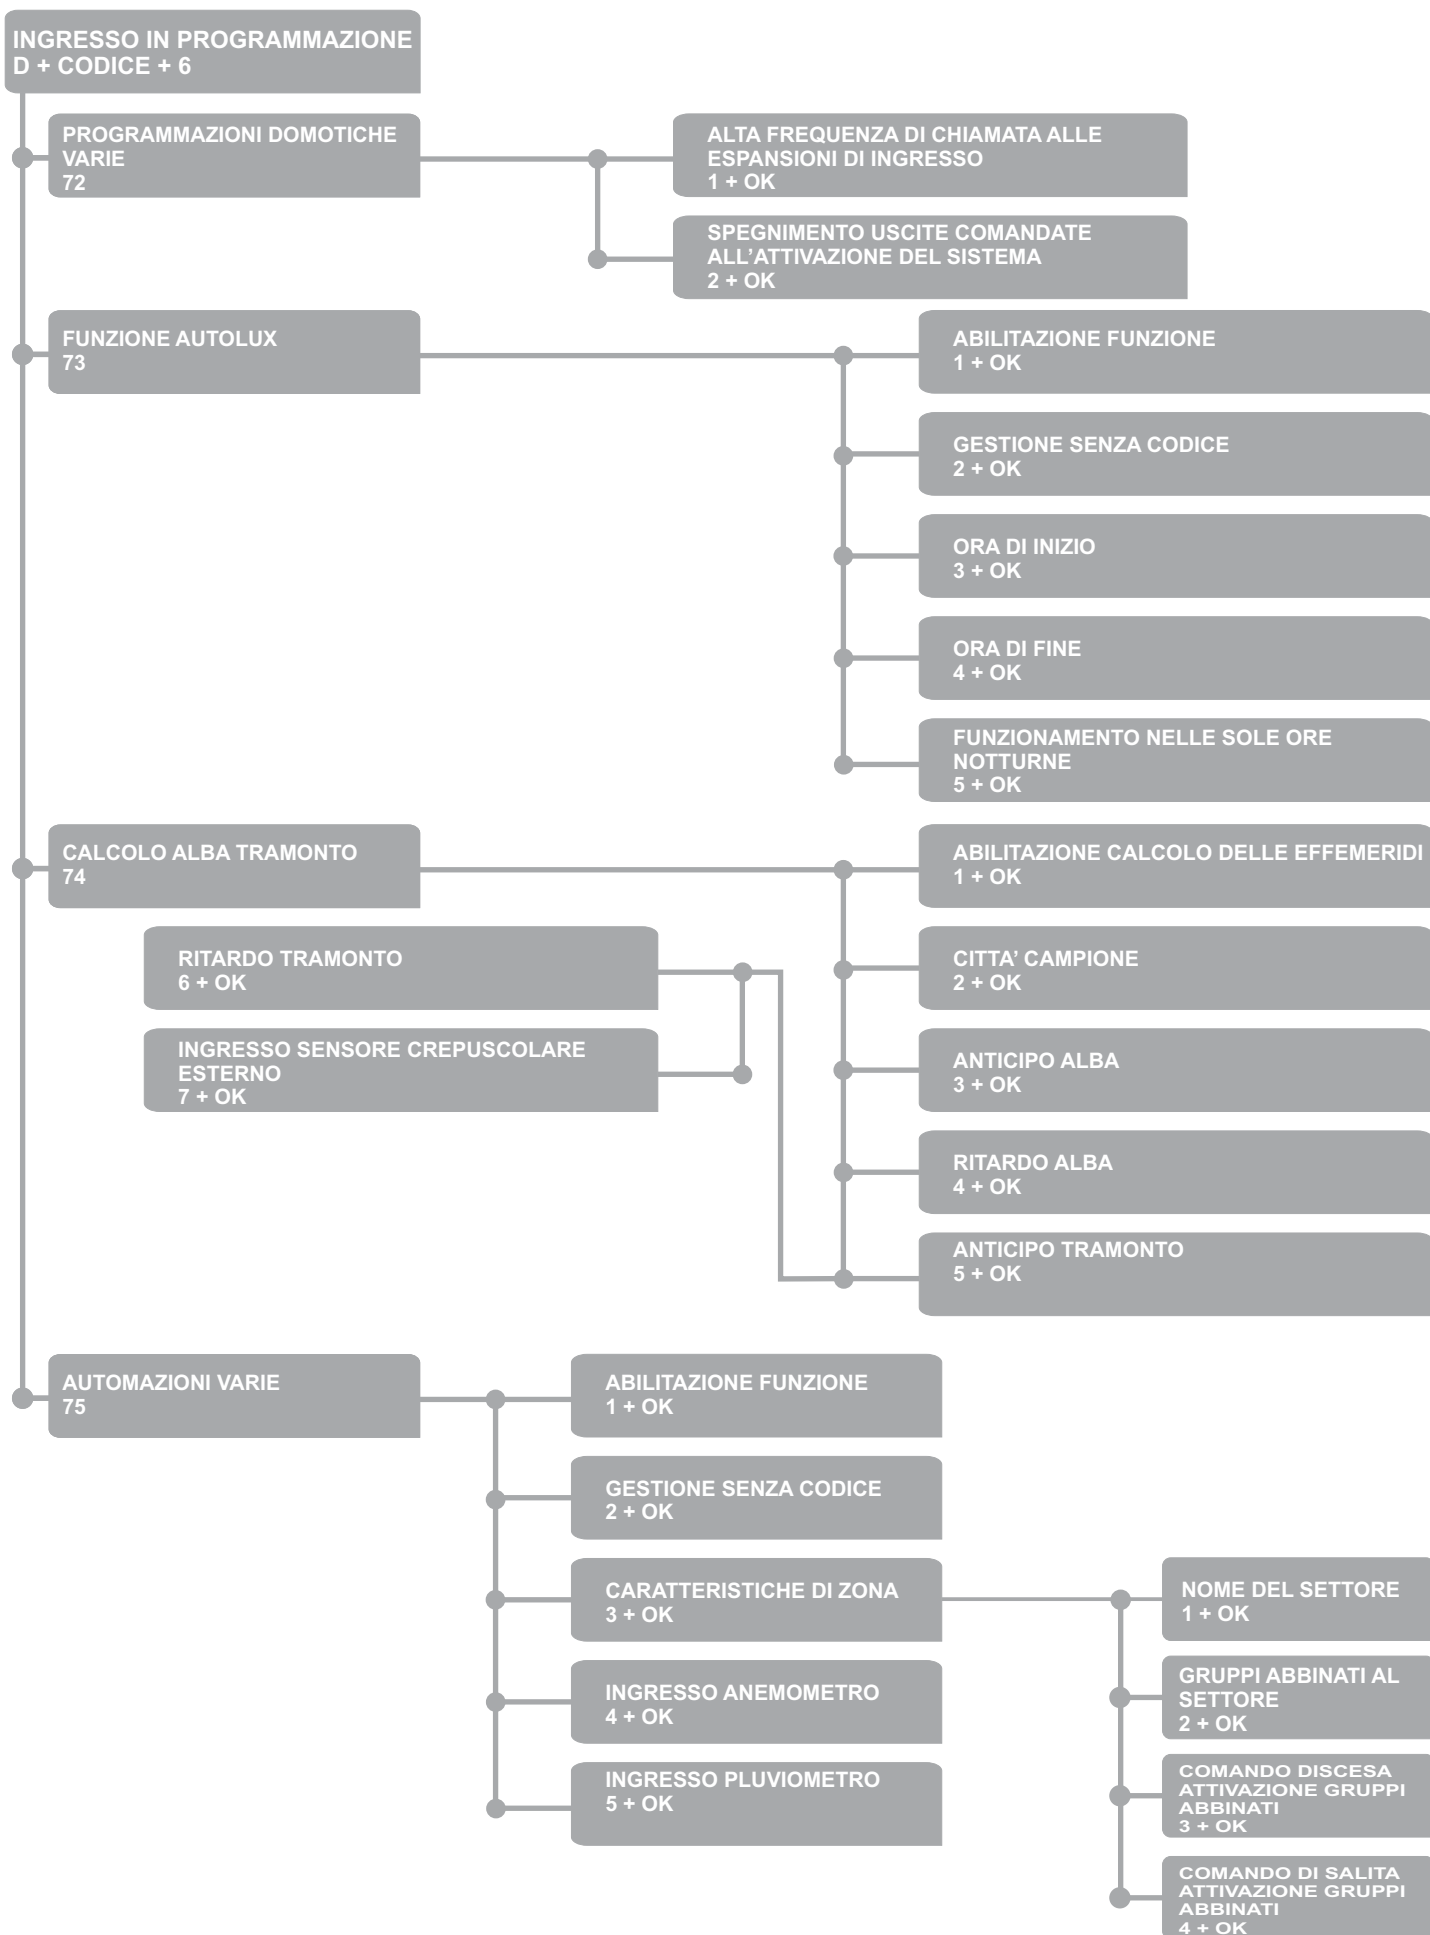 INGRESSO IN PROGRAMMAZIONE
D + CODICE + 6
PROGRAMMAZIONI DOMOTICHE
VARIE
72
ALTA FREQUENZA DI CHIAMATA ALLE
ESPANSIONI DI INGRESSO
1 + OK
SPEGNIMENTO USCITE COMANDATE
ALL'ATTIVAZIONE DEL SISTEMA
2 + OK
FUNZIONE AUTOLUX
73
ABILITAZIONE FUNZIONE
1 + OK
GESTIONE SENZA CODICE
2 + OK
ORA DI INIZIO
3 + OK
ORA DI FINE
4 + OK
FUNZIONAMENTO NELLE SOLE ORE
NOTTURNE
5 + OK
CALCOLO ALBA TRAMONTO
74
ABILITAZIONE CALCOLO DELLE EFFEMERIDI
1 + OK
CITTA' CAMPIONE
2 + OK
ANTICIPO ALBA
3 + OK
RITARDO ALBA
4 + OK
ANTICIPO TRAMONTO
5 + OK
RITARDO TRAMONTO
6 + OK
INGRESSO SENSORE CREPUSCOLARE
ESTERNO
7 + OK
AUTOMAZIONI VARIE
75
ABILITAZIONE FUNZIONE
1 + OK
GESTIONE SENZA CODICE
2 + OK
CARATTERISTICHE DI ZONA
3 + OK
INGRESSO ANEMOMETRO
4 + OK
INGRESSO PLUVIOMETRO
5 + OK
NOME DEL SETTORE
1 + OK
GRUPPI ABBINATI AL
SETTORE
2 + OK
COMANDO DISCESA
ATTIVAZIONE GRUPPI
ABBINATI
3 + OK
COMANDO DI SALITA
ATTIVAZIONE GRUPPI
ABBINATI
4 + OK